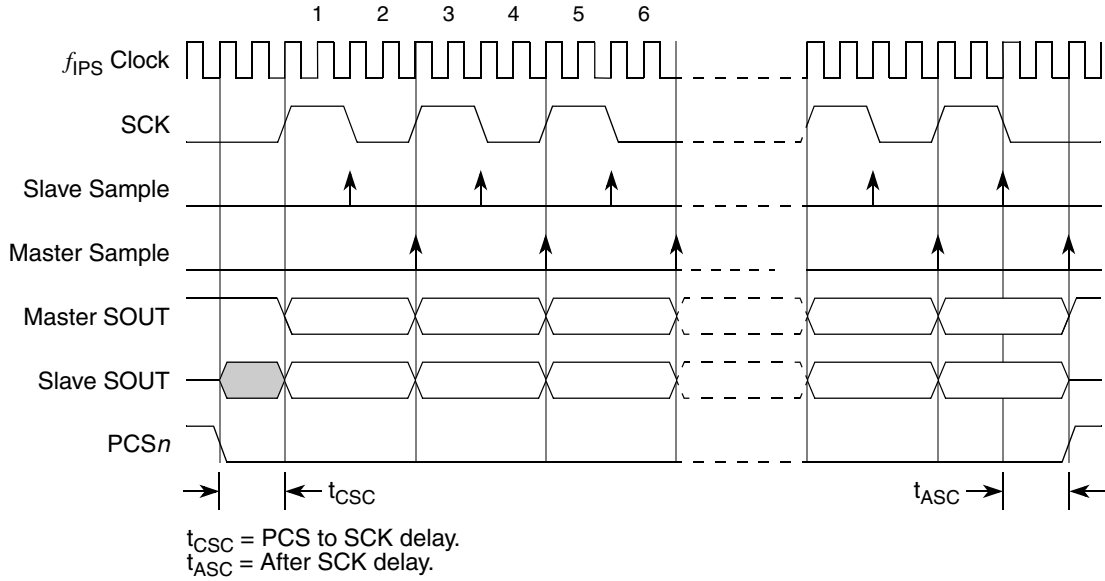 1 2 3 4 5 6
fIPS Clock
SCK
Slave Sample
Master Sample
Master SOUT
Slave SOUT
PCSn
tCSC tASC
tCSC = PCS to SCK delay.
tASC = After SCK delay.